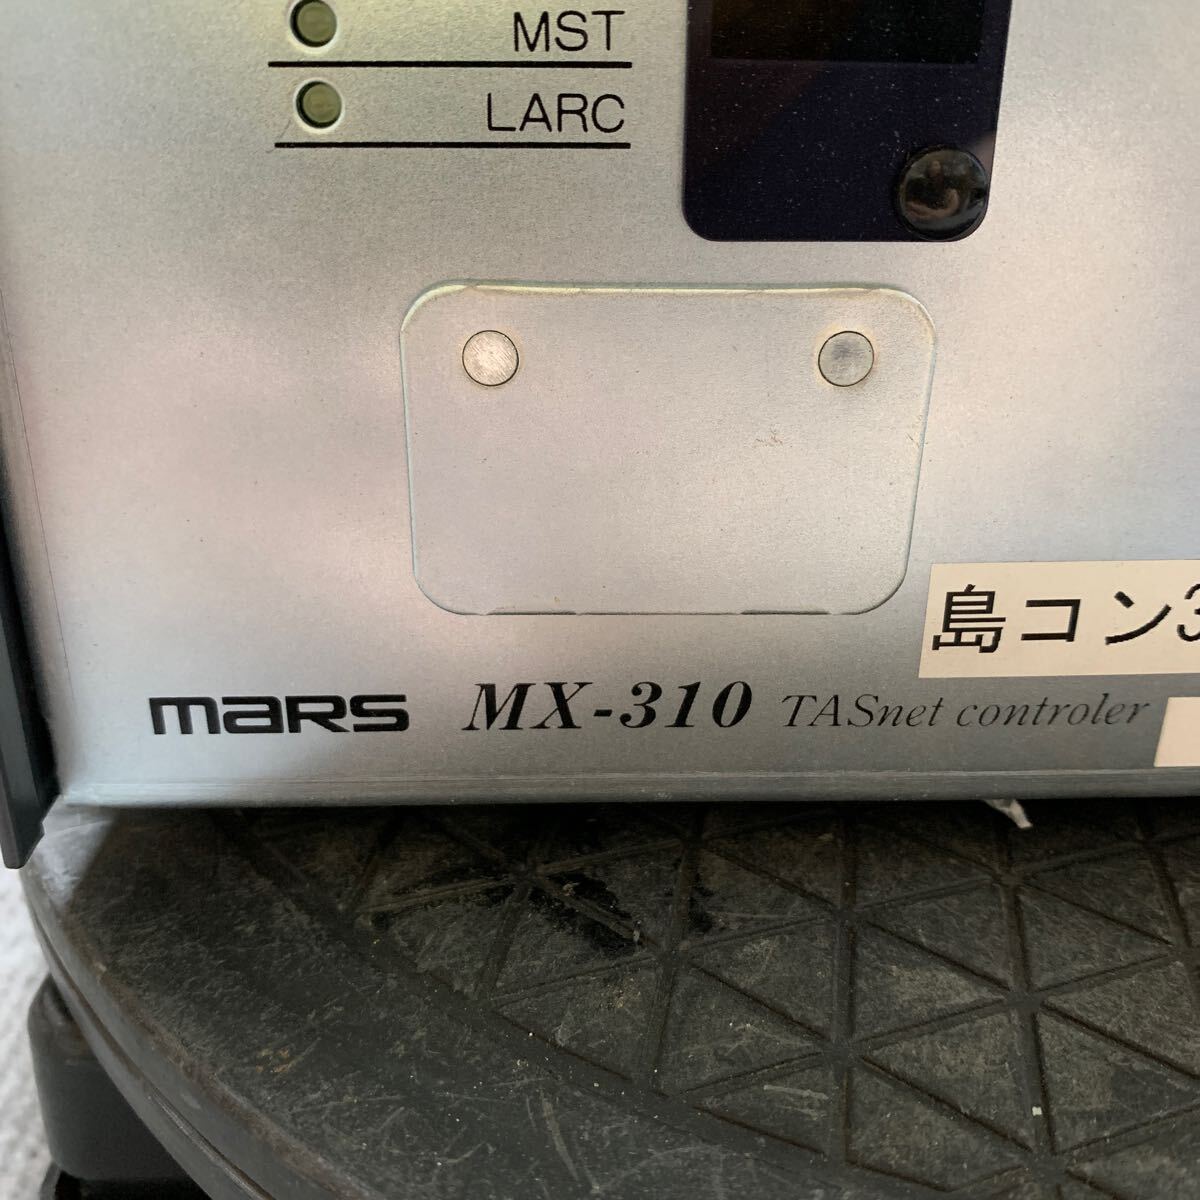 MST
LARC
島コン3
mars MX-310 TASnet controler